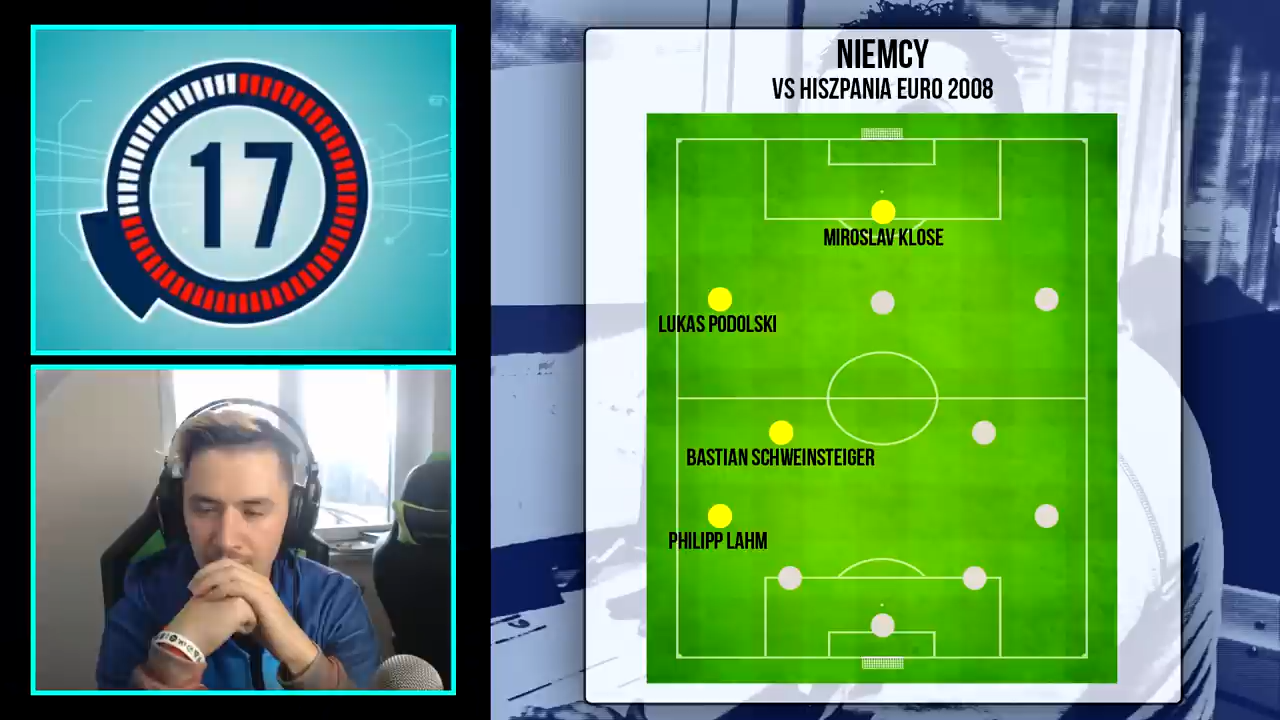 17
NIEMCY
VS HISZPANIA EURO 2008
MIROSLAV KLOSE
LUKAS PODOLSKI
BASTIAN SCHWEINSTEIGER
PHILIPP LAHM